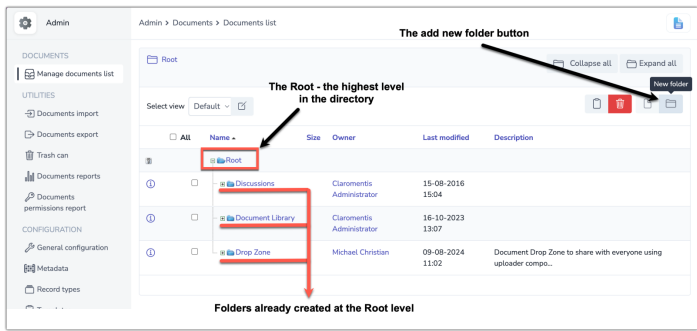 Admin
Admin > Documents > Documents list
The add new folder button
DOCUMENTS
Manage documents list
UTILITIES
Documents import
Documents export
Trash can
Documents reports
Documents
permissions report
CONFIGURATION
General configuration
Metadata
Record types
Root
Collapse all
Expand all
New folder
The Root - the highest level
in the directory
Select view
Default
All Name Size Owner Last modified Description
Root
Discussions Claromentis 15-08-2016
Administrator 15:04
Document Library Claromentis 16-10-2023
Administrator 13:07
Drop Zone Michael Christian 09-08-2024 Document Drop Zone to share with everyone using
11:02 uploader compo...
Folders already created at the Root level